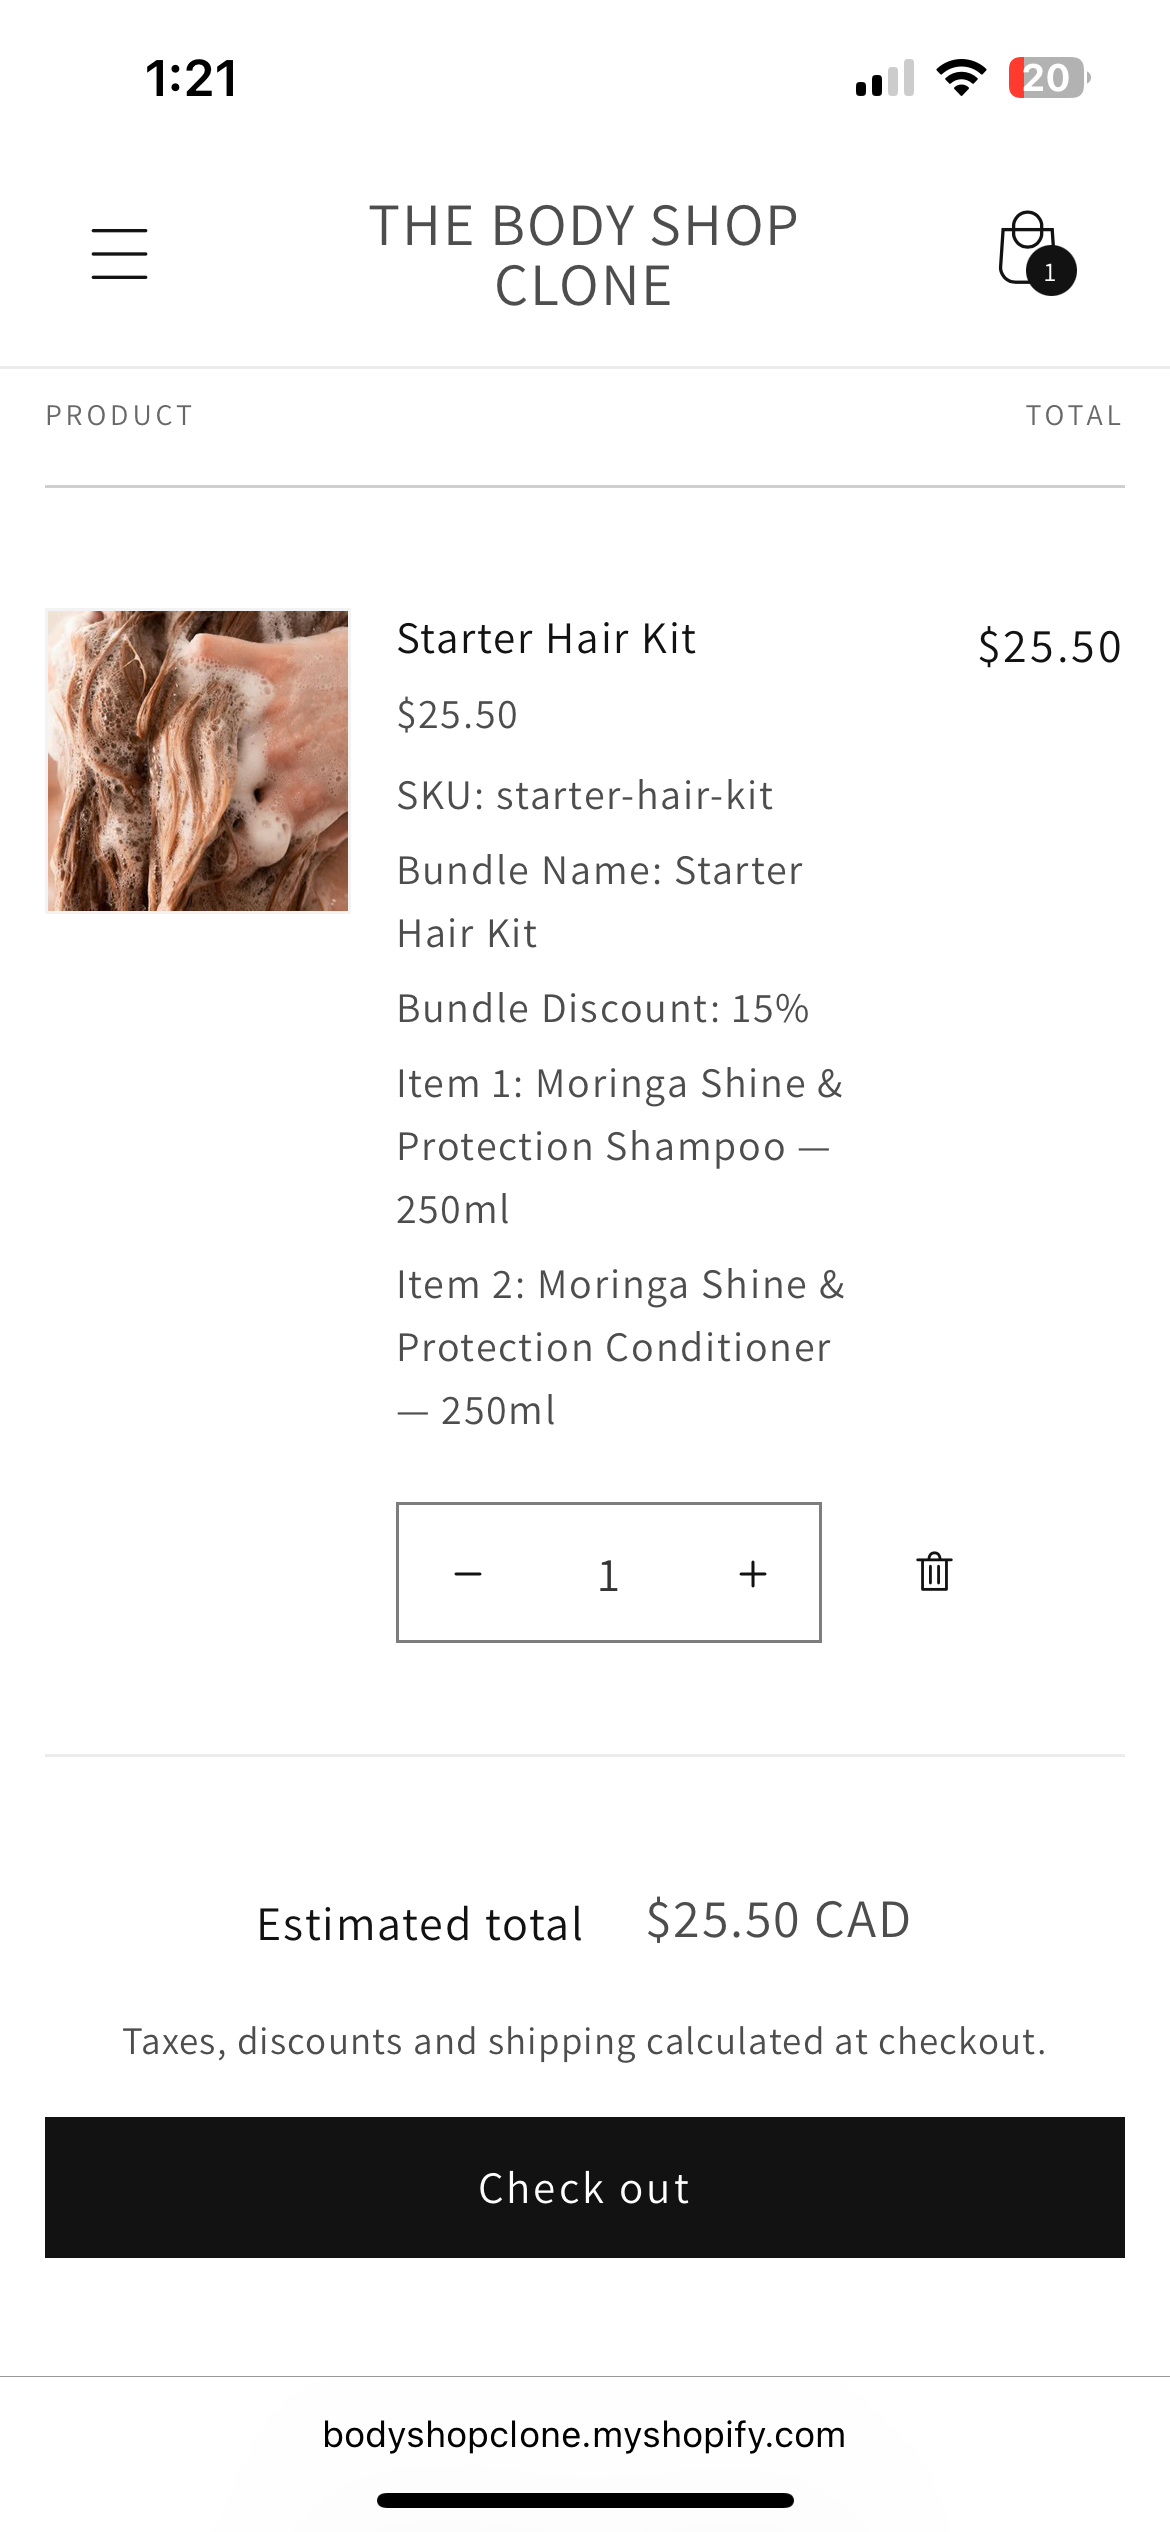 1:21
20
THE BODY SHOP
CLONE
1
PRODUCT
TOTAL
Starter Hair Kit
$25.50
$25.50
SKU: starter-hair-kit
Bundle Name: Starter
Hair Kit
Bundle Discount: 15%
Item 1: Moringa Shine &
Protection Shampoo —
250ml
Item 2: Moringa Shine &
Protection Conditioner
— 250ml
− 1 +
Estimated total $25.50 CAD
Taxes, discounts and shipping calculated at checkout.
Check out
bodyshopclone.myshopify.com